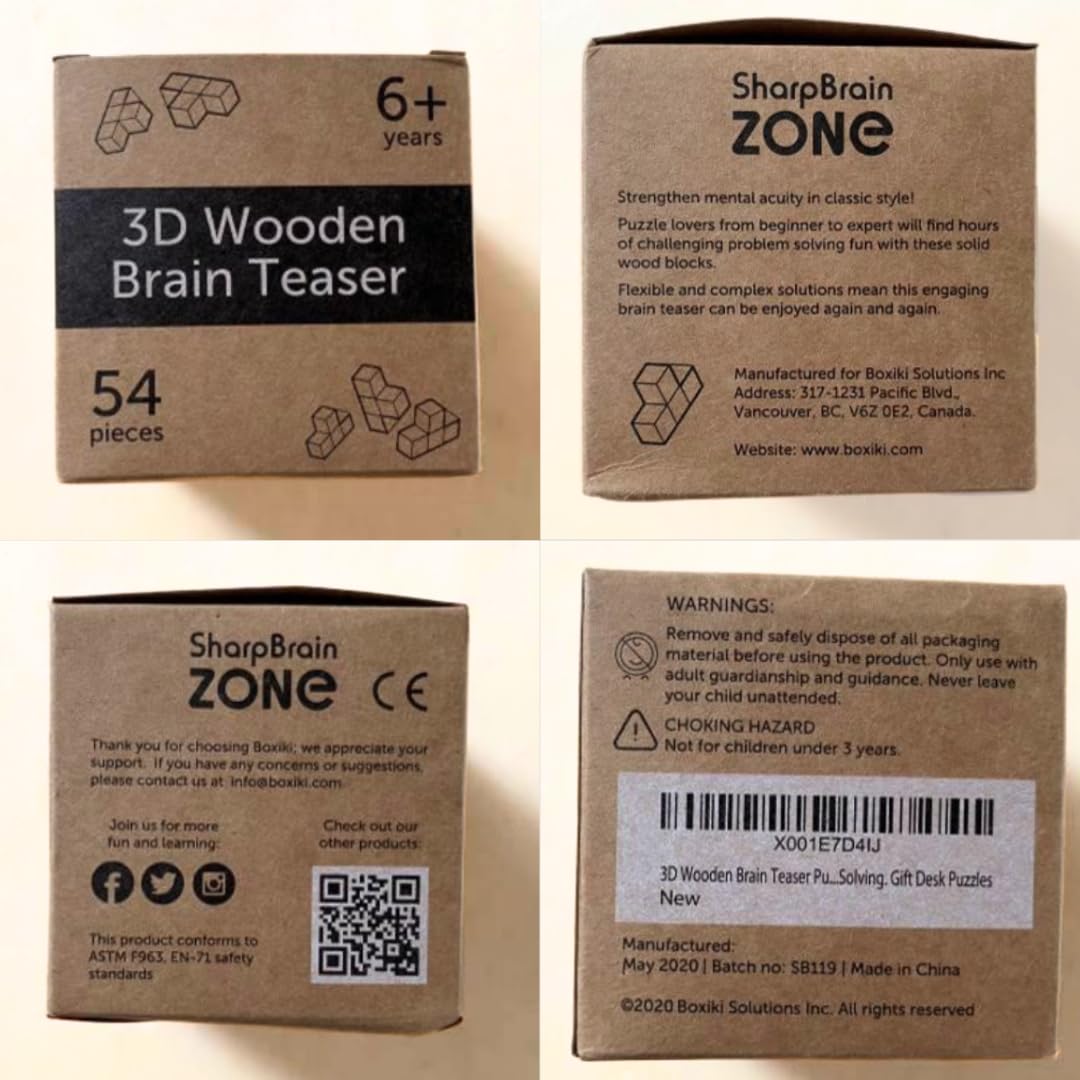 6+
years
3D Wooden
Brain Teaser
54
pieces
SharpBrain
ZONe
Strengthen mental acuity in classic style!
Puzzle lovers from beginner to expert will find hours
of challenging problem solving fun with these solid
wood blocks.
Flexible and complex solutions mean this engaging
brain teaser can be enjoyed again and again.
Manufactured for Boxiki Solutions Inc
Address: 317-1231 Pacific Blvd.,
Vancouver, BC, V6Z 0E2, Canada.
Website: www.boxiki.com
SharpBrain
ZONe CE
Thank you for choosing Boxiki; we appreciate your
support. If you have any concerns or suggestions,
please contact us at info@boxiki.com
Join us for more
fun and learning:
Check out our
other products:
This product conforms to
ASTM F963, EN-71 safety
standards
WARNINGS:
Remove and safely dispose of all packaging
material before using the product. Only use with
adult guardianship and guidance. Never leave
your child unattended.
CHOKING HAZARD
Not for children under 3 years.
X001E7D4IJ
3D Wooden Brain Teaser Pu...Solving. Gift Desk Puzzles
New
Manufactured:
May 2020 | Batch no: SB119 | Made in China
©2020 Boxiki Solutions Inc. All rights reserved